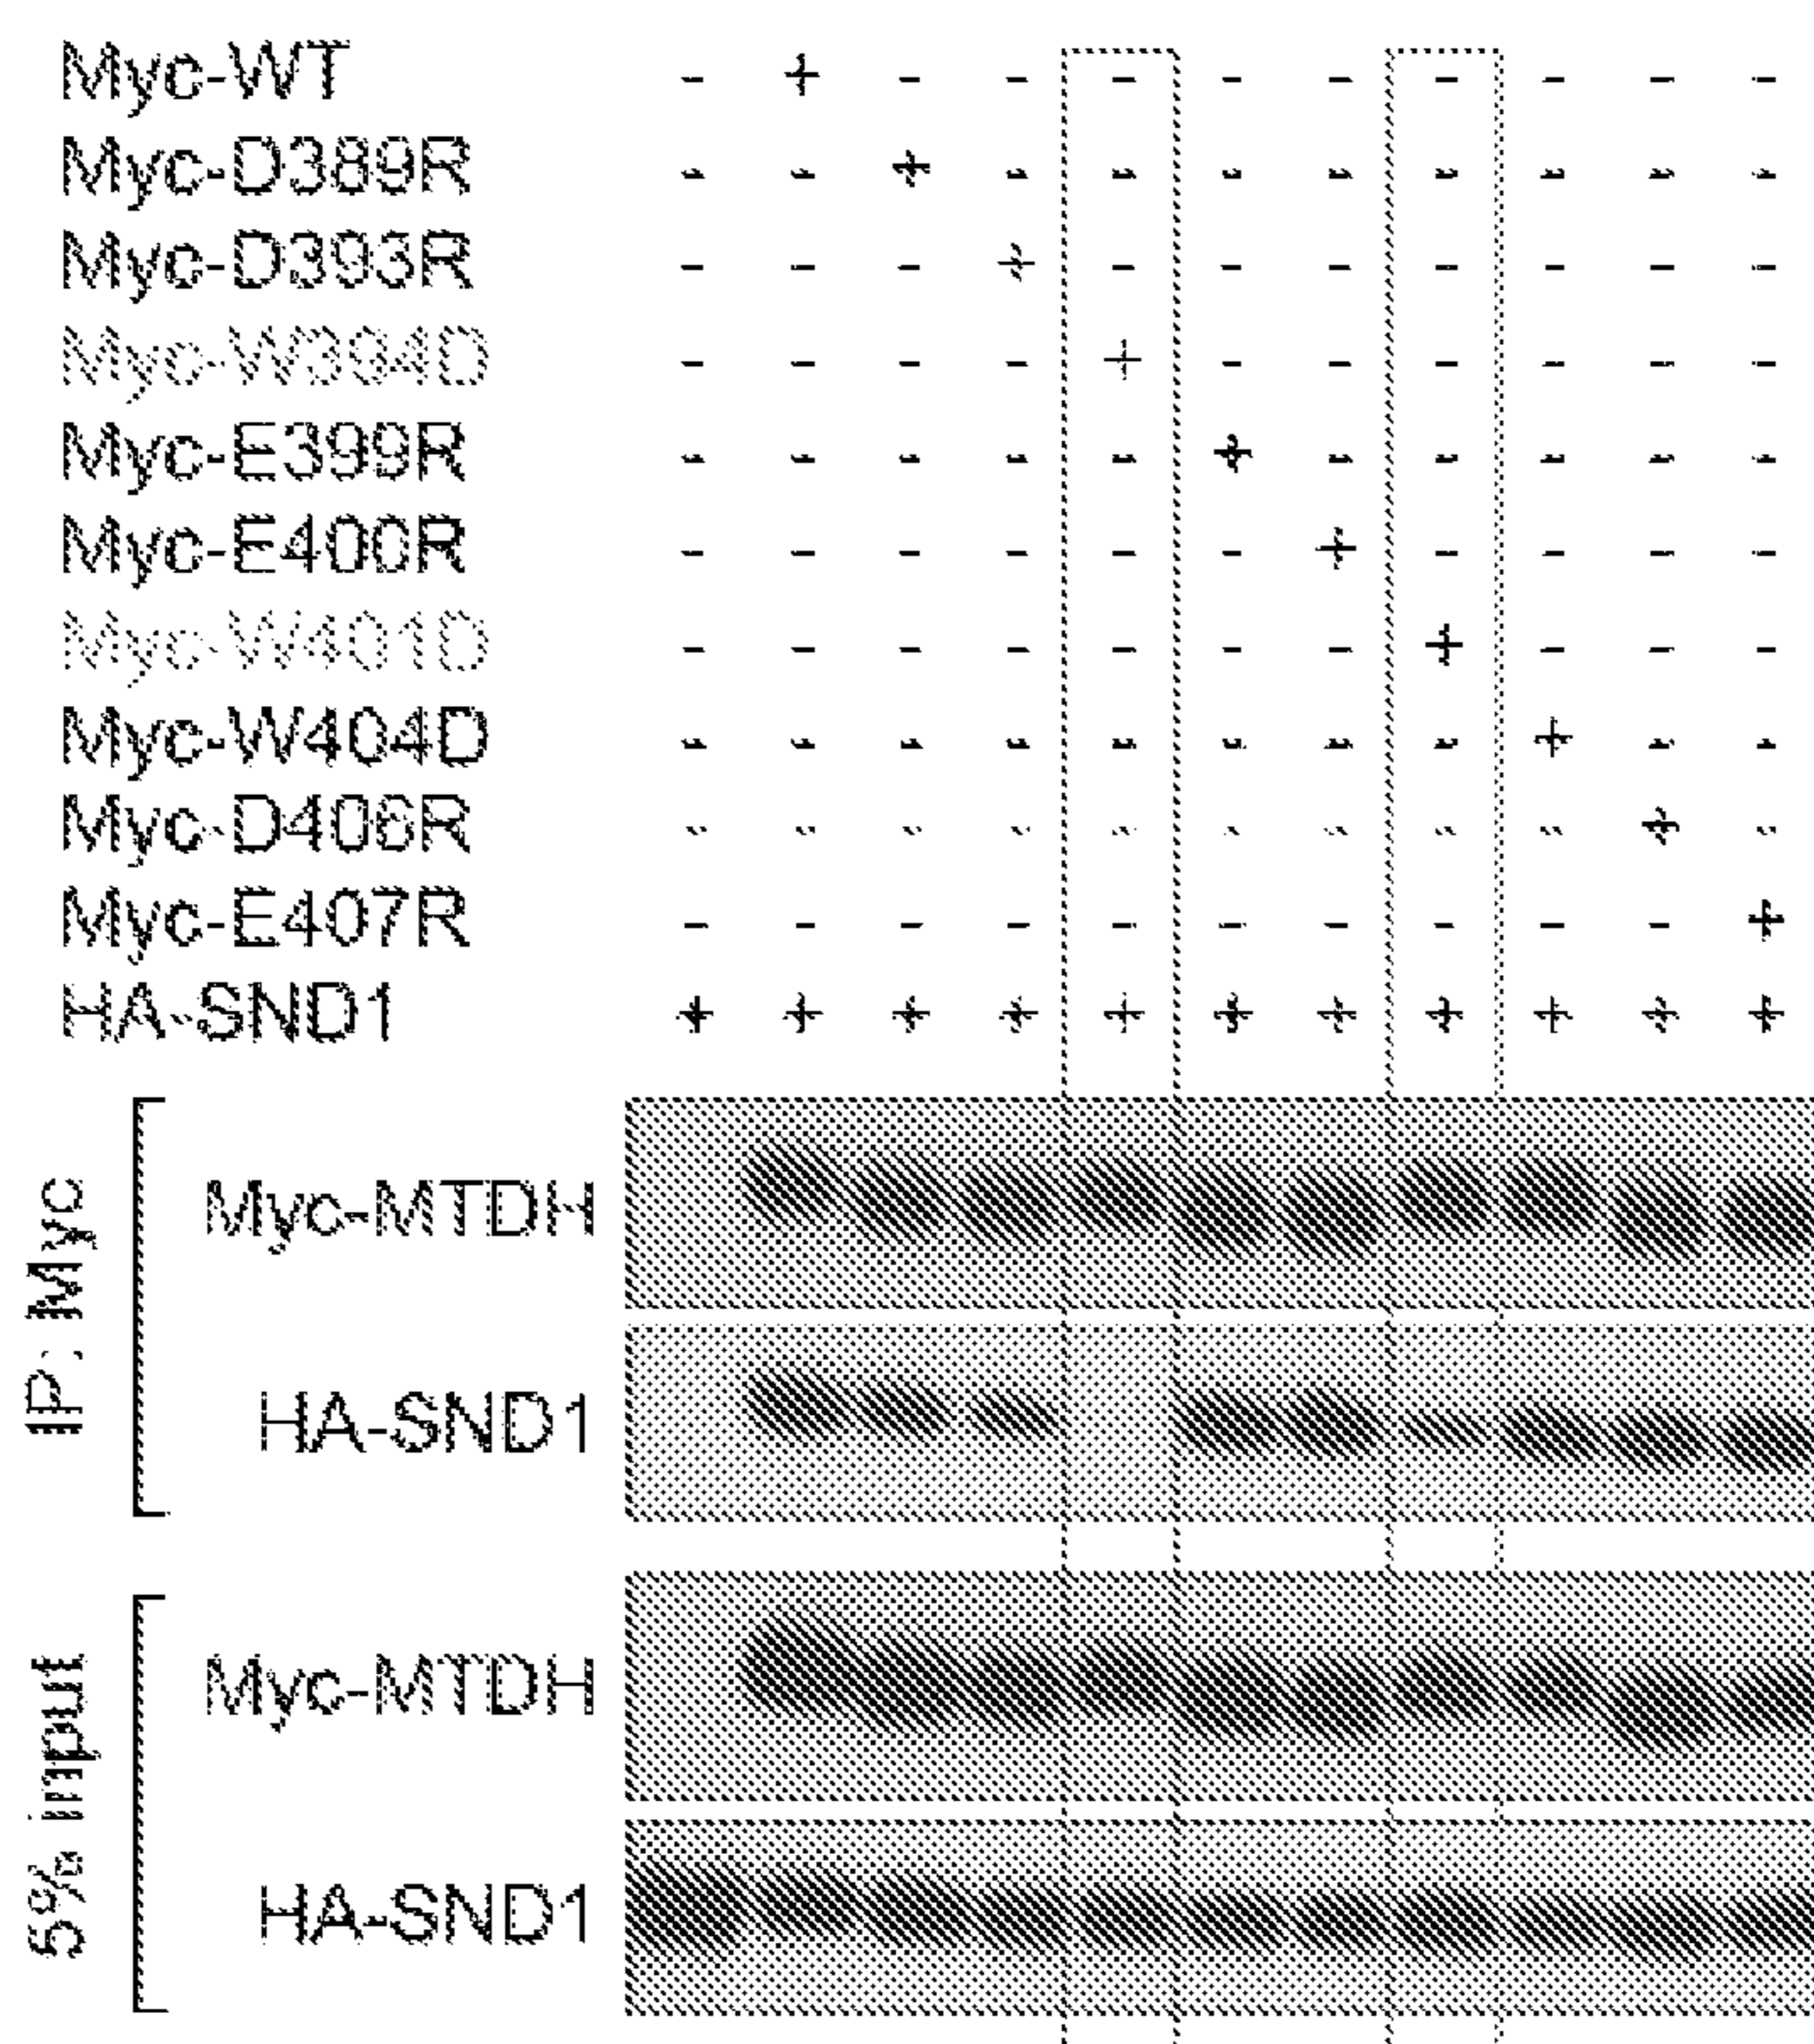 Myc-WT - + - - - - - - - - -
Myc-D389R - - + - - - - - - - -
Myc-D393R - - - + - - - - - - -
Myc-W394D - - - - + - - - - - -
Myc-E399R - - - - - + - - - - -
Myc-E400R - - - - - - + - - - -
Myc-W401D - - - - - - - + - - -
Myc-W404D - - - - - - - - + - -
Myc-D406R - - - - - - - - - + -
Myc-E407R - - - - - - - - - - +
HA-SND1 + + + + + + + + + + +
IP: Myc
Myc-MTDH
HA-SND1
5% input
Myc-MTDH
HA-SND1